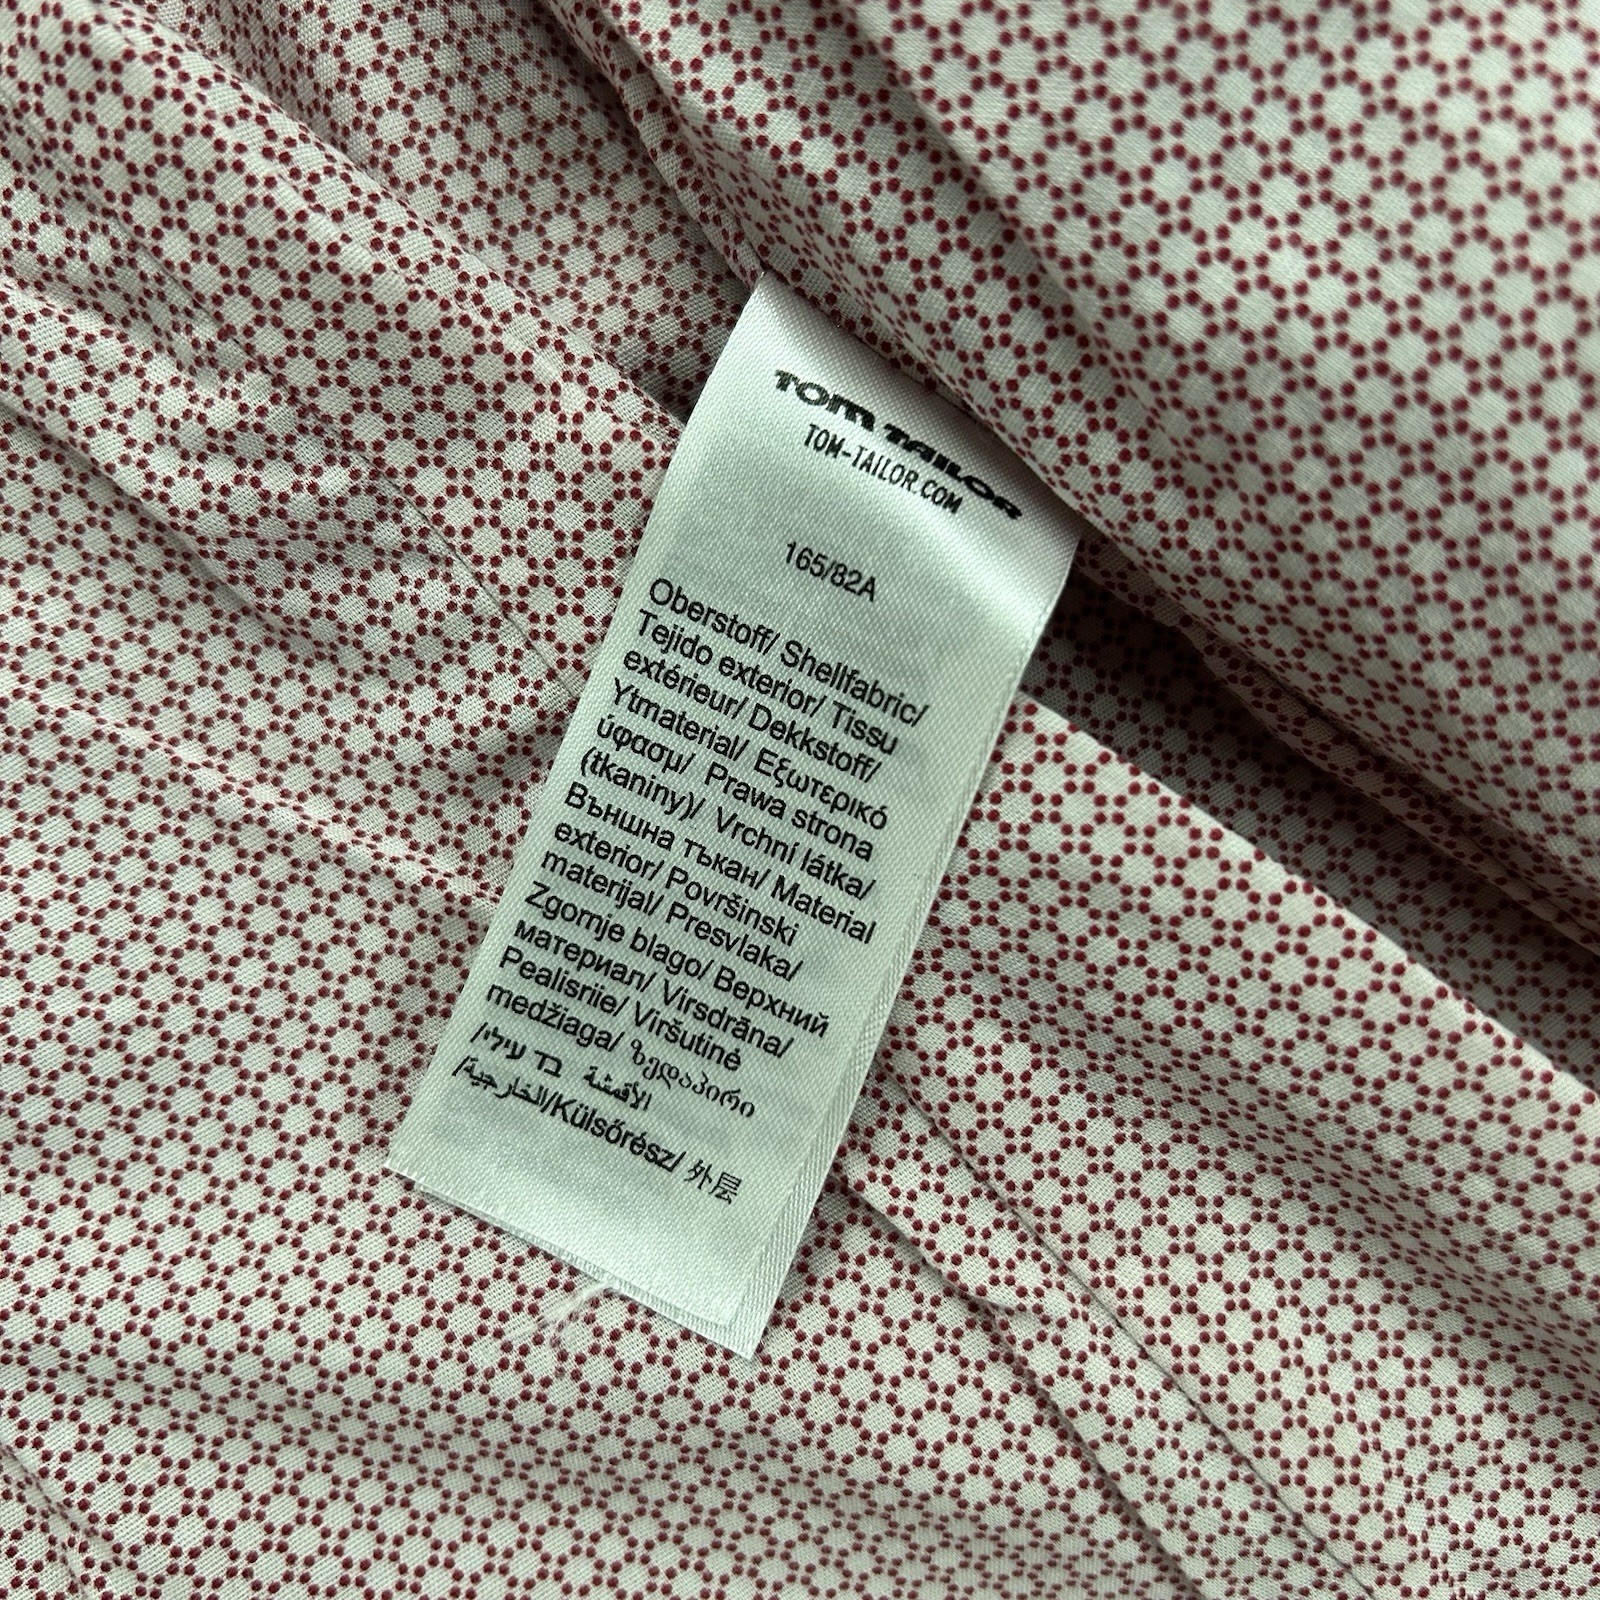 TOM TAILOR
TOM-TAILOR.COM
165/82A
Oberstoff/ Shellfabric/
Tejido exterior/ Tissu
extérieur/ Dekkstoff/
Ytmaterial/ Εξωτερικό
ύφασμ/ Prawa strona
(tkaniny)/ Vrchní látka/
Външна тъкан/ Material
exterior/ Površinski
materijal/ Presvlaka/
Zgornje blago/ Верхний
материал/ Virsdrāna/
Pealisriie/ Viršutinė
medžiaga/ ზედაპირი
/בד עילי الأقمشة
الخارجية/Külsőrész/ 外层